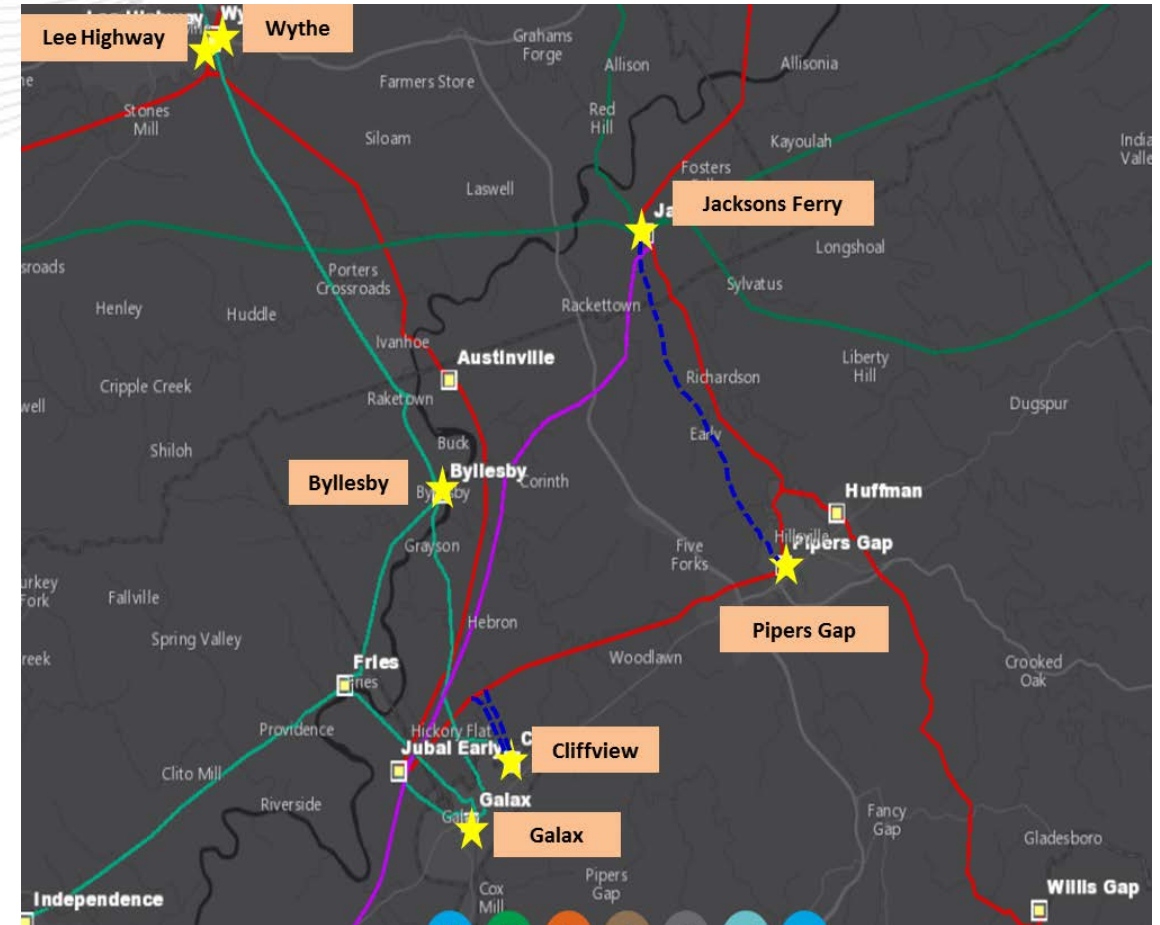 Lee Highway
Wythe
Grahams
Forge
Allison
Allisonia
Farmers Store
Stones
Mill
Red
Hill
Siloam
Kayoulah
Laswell
Jacksons Ferry
Longshoal
Porters
Crossroads
Sylvatus
Henley
Huddle
Rackettown
Ivanhoe
Austinville
Liberty
Hill
Cripple Creek
Richardson
Raketown
Dugspur
Early
Buck
Shiloh
Byllesby
Byllesby
Corinth
Huffman
Hillsville
Pipers Gap
Grayson
Five
Forks
Fallville
Hebron
Pipers Gap
Spring Valley
Woodlawn
Crooked
Oak
Fries
Providence
Hickory Flat
Jubal Early
Cliffview
Clito Mill
Riverside
Galax
Galax
Fancy
Gap
Gladesboro
Pipers
Gap
Cox
Mill
Willis Gap
Independence